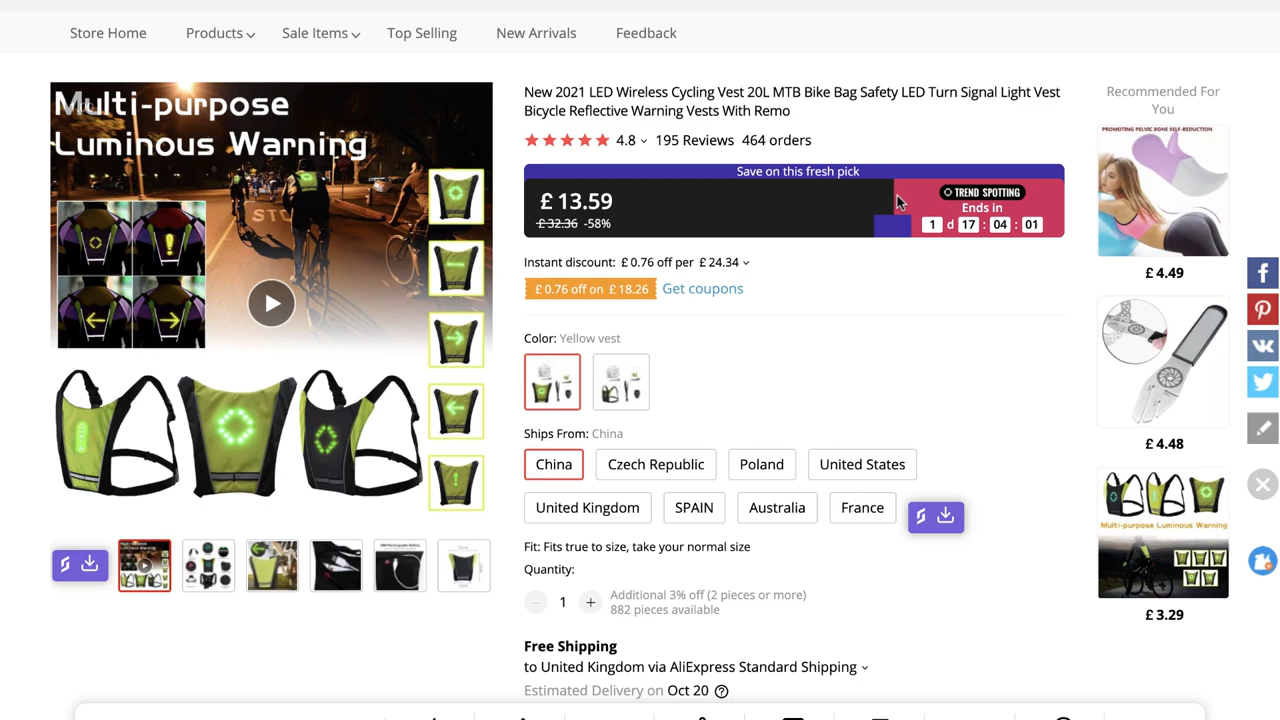 Store Home
Products
Sale Items
Top Selling
New Arrivals
Feedback
Multi-purpose
Luminous Warning
STOP
New 2021 LED Wireless Cycling Vest 20L MTB Bike Bag Safety LED Turn Signal Light Vest
Bicycle Reflective Warning Vests With Remo
4.8
195 Reviews
464 orders
Save on this fresh pick
£ 13.59
£ 32.36 -58%
TREND SPOTTING
Ends in
1 d 17 : 04 : 01
Instant discount: £ 0.76 off per £ 24.34
£ 0.76 off on £ 18.26
Get coupons
Color: Yellow vest
Ships From: China
China
Czech Republic
Poland
United States
United Kingdom
SPAIN
Australia
France
Fit: Fits true to size, take your normal size
Quantity:
1
Additional 3% off (2 pieces or more)
882 pieces available
Free Shipping
to United Kingdom via AliExpress Standard Shipping
Estimated Delivery on Oct 20
Recommended For
You
PROMOTING PELVIC BONE SELF-REDUCTION
£ 4.49
£ 4.48
Multi-purpose Luminous Warning
£ 3.29